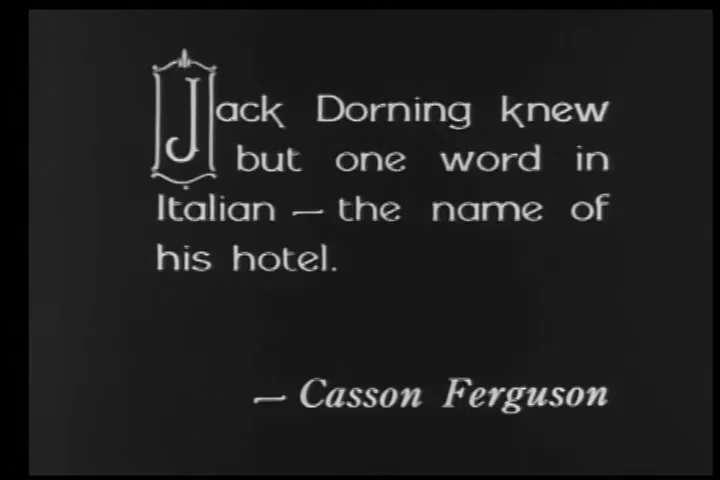 Jack Dorning knew
but one word in
Italian – the name of
his hotel.
– Casson Ferguson